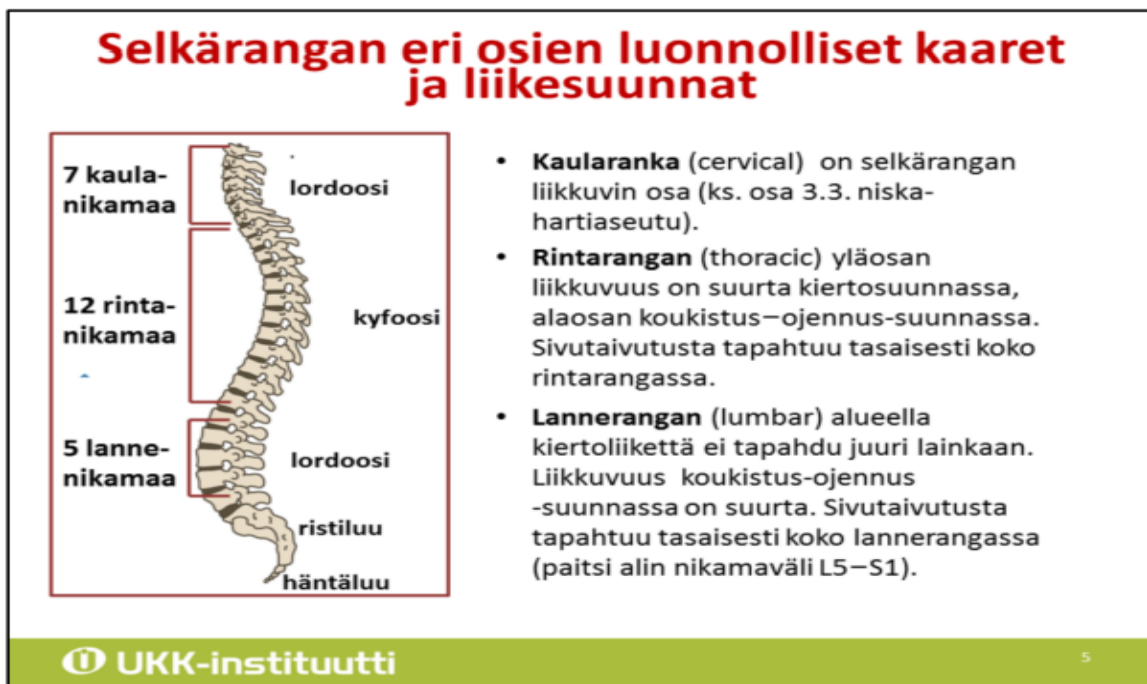 Selkärangan eri osien luonnolliset kaaret
ja liikesuunnat
7 kaula-
nikamaa
lordoosi
12 rinta-
nikamaa
kyfoosi
5 lanne-
nikamaa
lordoosi
ristiluu
häntäluu
• Kaularanka (cervical) on selkärangan
liikkuvin osa (ks. osa 3.3. niska-
hartiaseutu).
• Rintarangan (thoracic) yläosan
liikkuvuus on suurta kiertosuunnassa,
alaosan koukistus–ojennus-suunnassa.
Sivutaivutusta tapahtuu tasaisesti koko
rintarangassa.
• Lannerangan (lumbar) alueella
kiertoliikettä ei tapahdu juuri lainkaan.
Liikkuvuus koukistus-ojennus
-suunnassa on suurta. Sivutaivutusta
tapahtuu tasaisesti koko lannerangassa
(paitsi alin nikamaväli L5–S1).
UKK-instituutti
5